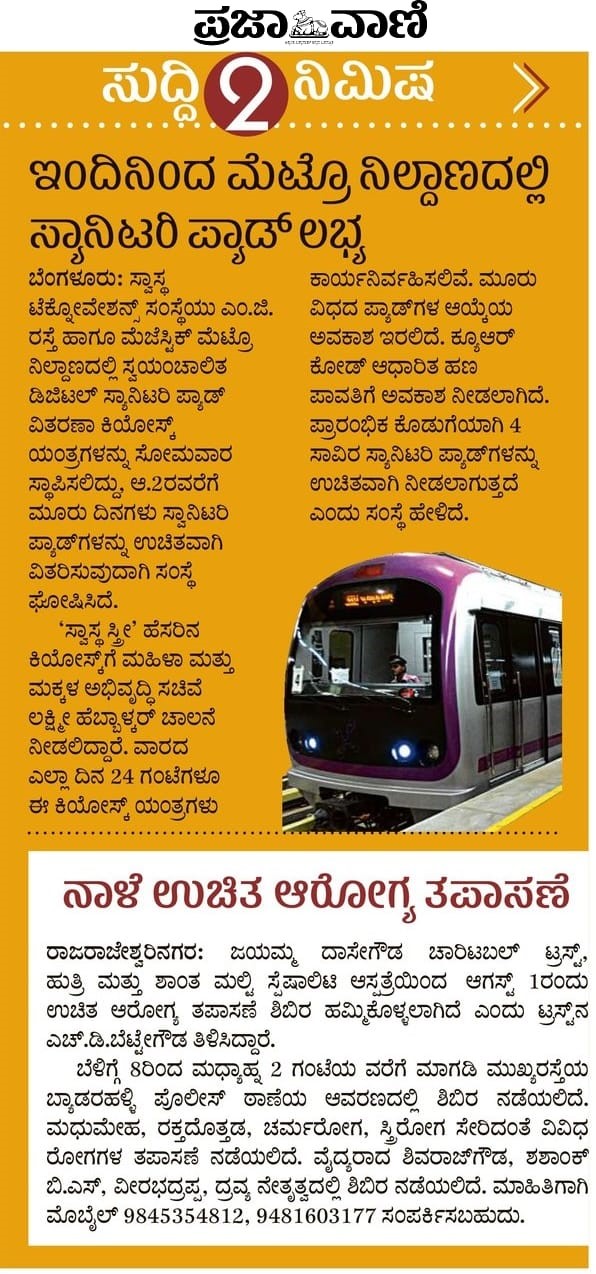 ಪ್ರಜಾವಾಣಿ
ಸುದ್ದಿ 2 ನಿಮಿಷ
ಇಂದಿನಿಂದ ಮೆಟ್ರೊ ನಿಲ್ದಾಣದಲ್ಲಿ
ಸ್ಯಾನಿಟರಿ ಪ್ಯಾಡ್ ಲಭ್ಯ
ಬೆಂಗಳೂರು: ಸ್ವಾಸ್ಥ
ಟೆಕ್ನೋವೇಶನ್ಸ್ ಸಂಸ್ಥೆಯು ಎಂ.ಜಿ.
ರಸ್ತೆ ಹಾಗೂ ಮೆಜೆಸ್ಟಿಕ್ ಮೆಟ್ರೊ
ನಿಲ್ದಾಣದಲ್ಲಿ ಸ್ವಯಂಚಾಲಿತ
ಡಿಜಿಟಲ್ ಸ್ಯಾನಿಟರಿ ಪ್ಯಾಡ್
ವಿತರಣಾ ಕಿಯೋಸ್ಕ್
ಯಂತ್ರಗಳನ್ನು ಸೋಮವಾರ
ಸ್ಥಾಪಿಸಲಿದ್ದು, ಆ.2ರವರೆಗೆ
ಮೂರು ದಿನಗಳು ಸ್ವಾನಿಟರಿ
ಪ್ಯಾಡ್‌ಗಳನ್ನು ಉಚಿತವಾಗಿ
ವಿತರಿಸುವುದಾಗಿ ಸಂಸ್ಥೆ
ಘೋಷಿಸಿದೆ.
‘ಸ್ವಾಸ್ಥ ಸ್ತ್ರೀ’ ಹೆಸರಿನ
ಕಿಯೋಸ್ಕ್‌ಗೆ ಮಹಿಳಾ ಮತ್ತು
ಮಕ್ಕಳ ಅಭಿವೃದ್ಧಿ ಸಚಿವೆ
ಲಕ್ಷ್ಮೀ ಹೆಬ್ಬಾಳ್ಕರ್ ಚಾಲನೆ
ನೀಡಲಿದ್ದಾರೆ. ವಾರದ
ಎಲ್ಲಾ ದಿನ 24 ಗಂಟೆಗಳೂ
ಈ ಕಿಯೋಸ್ಕ್ ಯಂತ್ರಗಳು
ಕಾರ್ಯನಿರ್ವಹಿಸಲಿವೆ. ಮೂರು
ವಿಧದ ಪ್ಯಾಡ್‌ಗಳ ಆಯ್ಕೆಯ
ಅವಕಾಶ ಇರಲಿದೆ. ಕ್ಯೂಆರ್
ಕೋಡ್ ಆಧಾರಿತ ಹಣ
ಪಾವತಿಗೆ ಅವಕಾಶ ನೀಡಲಾಗಿದೆ.
ಪ್ರಾರಂಭಿಕ ಕೊಡುಗೆಯಾಗಿ 4
ಸಾವಿರ ಸ್ಯಾನಿಟರಿ ಪ್ಯಾಡ್‌ಗಳನ್ನು
ಉಚಿತವಾಗಿ ನೀಡಲಾಗುತ್ತದೆ
ಎಂದು ಸಂಸ್ಥೆ ಹೇಳಿದೆ.
ನಾಳೆ ಉಚಿತ ಆರೋಗ್ಯ ತಪಾಸಣೆ
ರಾಜರಾಜೇಶ್ವರಿನಗರ: ಜಯಮ್ಮ ದಾಸೇಗೌಡ ಚಾರಿಟಬಲ್ ಟ್ರಸ್ಟ್,
ಹುತ್ರಿ ಮತ್ತು ಶಾಂತ ಮಲ್ಟಿ ಸ್ಪೆಷಾಲಿಟಿ ಆಸ್ಪತ್ರೆಯಿಂದ ಆಗಸ್ಟ್ 1ರಂದು
ಉಚಿತ ಆರೋಗ್ಯ ತಪಾಸಣೆ ಶಿಬಿರ ಹಮ್ಮಿಕೊಳ್ಳಲಾಗಿದೆ ಎಂದು ಟ್ರಸ್ಟ್‌ನ
ಎಚ್.ಡಿ.ಬೆಟ್ಟೇಗೌಡ ತಿಳಿಸಿದ್ದಾರೆ.
ಬೆಳಿಗ್ಗೆ 8ರಿಂದ ಮಧ್ಯಾಹ್ನ 2 ಗಂಟೆಯ ವರೆಗೆ ಮಾಗಡಿ ಮುಖ್ಯರಸ್ತೆಯ
ಬ್ಯಾಡರಹಳ್ಳಿ ಪೊಲೀಸ್ ಠಾಣೆಯ ಆವರಣದಲ್ಲಿ ಶಿಬಿರ ನಡೆಯಲಿದೆ.
ಮಧುಮೇಹ, ರಕ್ತದೊತ್ತಡ, ಚರ್ಮರೋಗ, ಸ್ತ್ರಿರೋಗ ಸೇರಿದಂತೆ ವಿವಿಧ
ರೋಗಗಳ ತಪಾಸಣೆ ನಡೆಯಲಿದೆ. ವೈದ್ಯರಾದ ಶಿವರಾಜ್‌ಗೌಡ, ಶಶಾಂಕ್
ಬಿ.ಎಸ್, ವೀರಭದ್ರಪ್ಪ, ದ್ರವ್ಯ ನೇತೃತ್ವದಲ್ಲಿ ಶಿಬಿರ ನಡೆಯಲಿದೆ. ಮಾಹಿತಿಗಾಗಿ
ಮೊಬೈಲ್ 9845354812, 9481603177 ಸಂಪರ್ಕಿಸಬಹುದು.